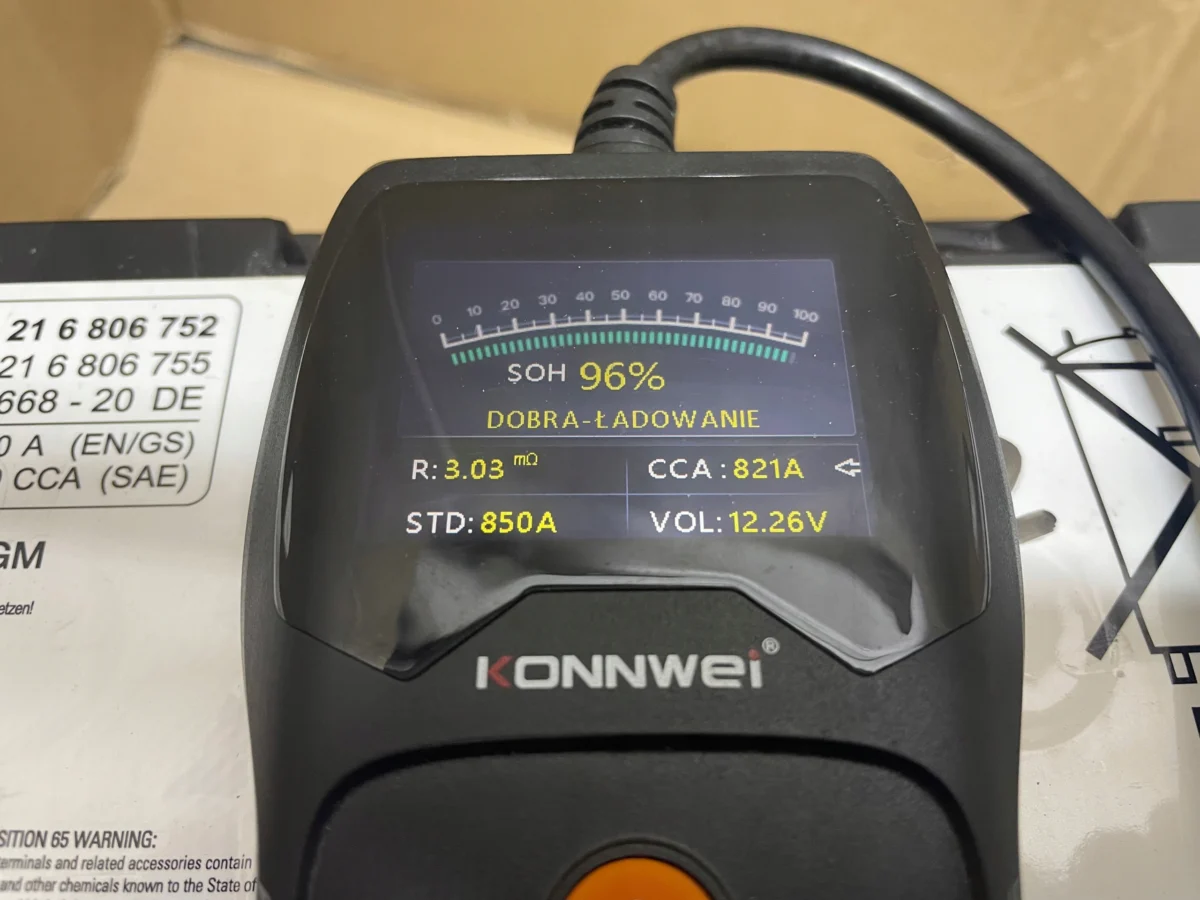 21 6 806 752
21 6 806 755
668 - 20 DE
0 A (EN/GS)
CCA (SAE)
GM
etzen!
SITION 65 WARNING:
terminals and related accessories contain
and other chemicals known to the State of
0 10 20 30 40 50 60 70 80 90 100
SOH 96%
DOBRA-ŁADOWANIE
R: 3.03 mΩ CCA : 821A
STD: 850A VOL: 12.26V
KONNWEI®